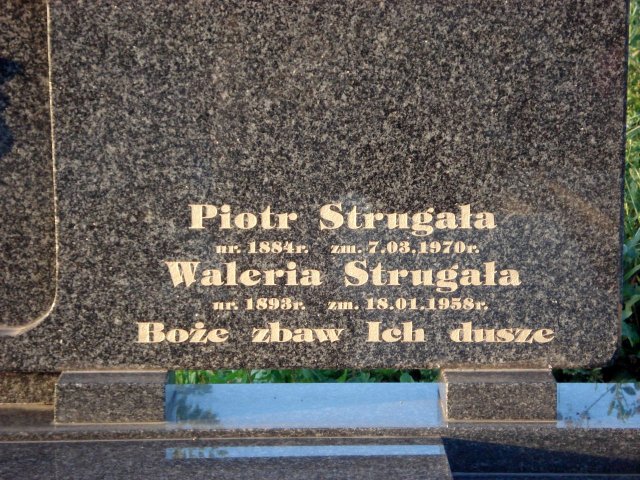 Piotr Strugała
ur. 1884r. zm. 7.03.1970r.
Waleria Strugała
ur. 1893r. zm. 18.01.1958r.
Boże zbaw Ich dusze